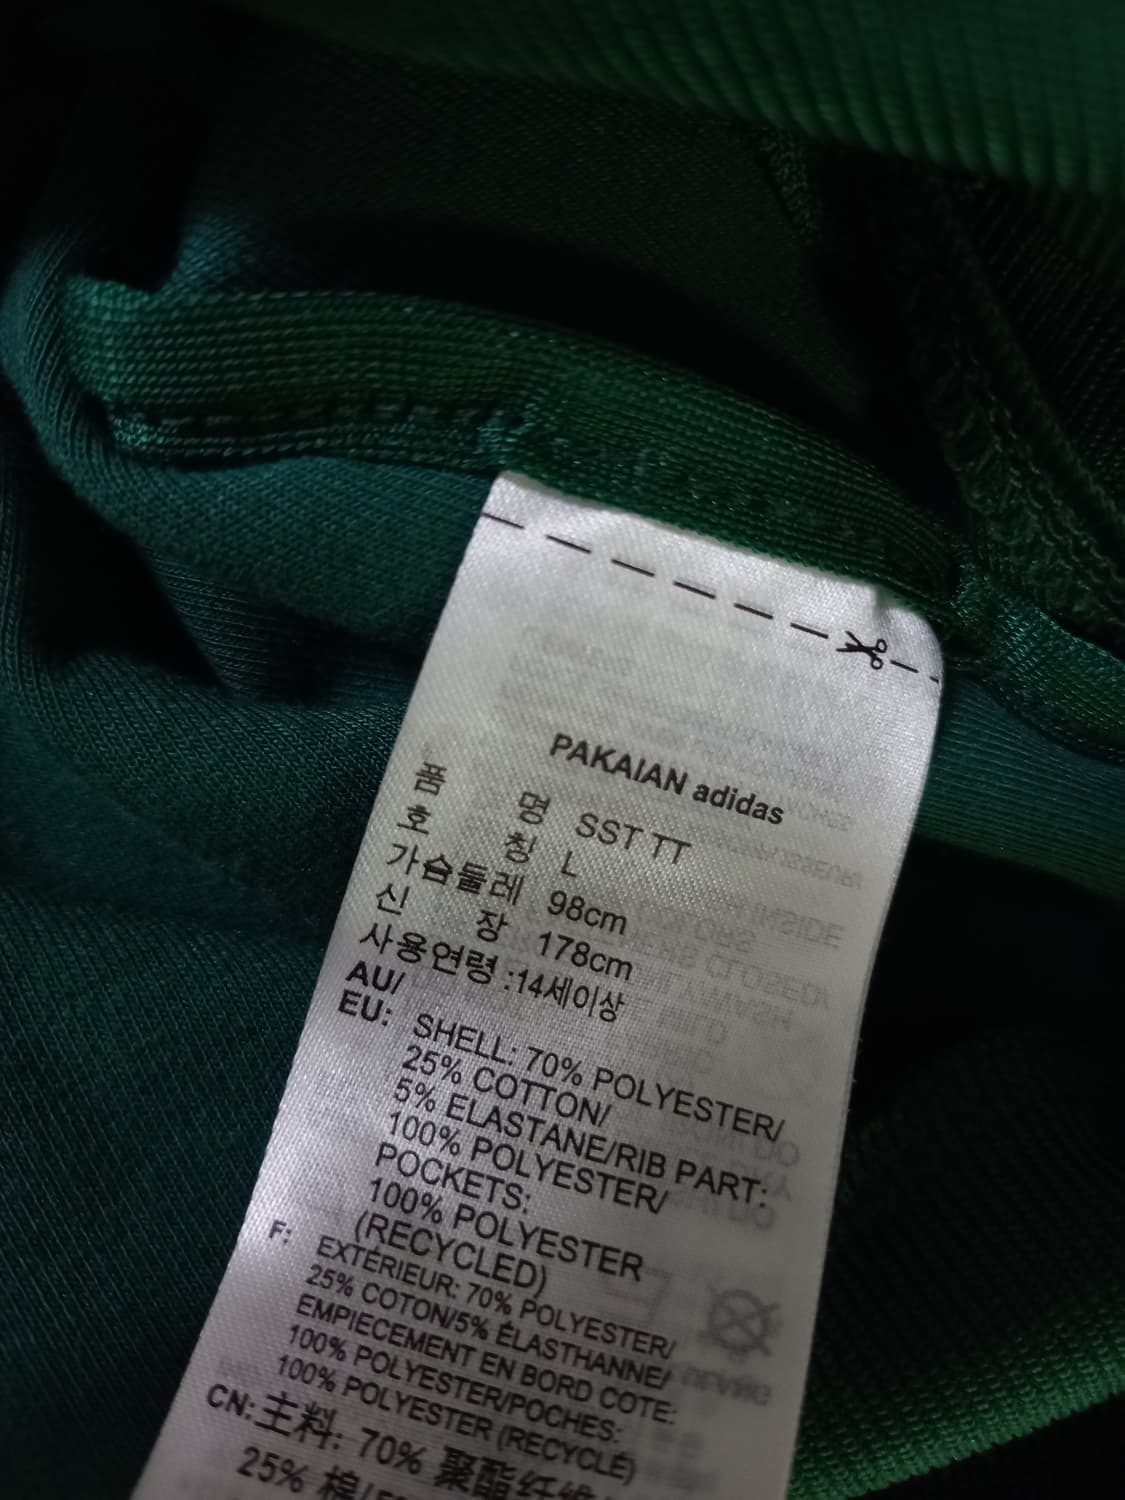 PAKAIAN adidas
품 명 SST TT
호 칭 L
가슴둘레 98cm
신 장 178cm
사용연령 :14세이상
AU/
EU: SHELL: 70% POLYESTER/
25% COTTON/
5% ELASTANE/RIB PART:
100% POLYESTER/
POCKETS:
100% POLYESTER
(RECYCLED)
F: EXTÉRIEUR: 70% POLYESTER/
25% COTON/5% ÉLASTHANNE/
EMPIECEMENT EN BORD COTE:
100% POLYESTER/POCHES:
100% POLYESTER (RECYCLÉ)
CN: 主料: 70% 聚酯纤维
25% 棉/